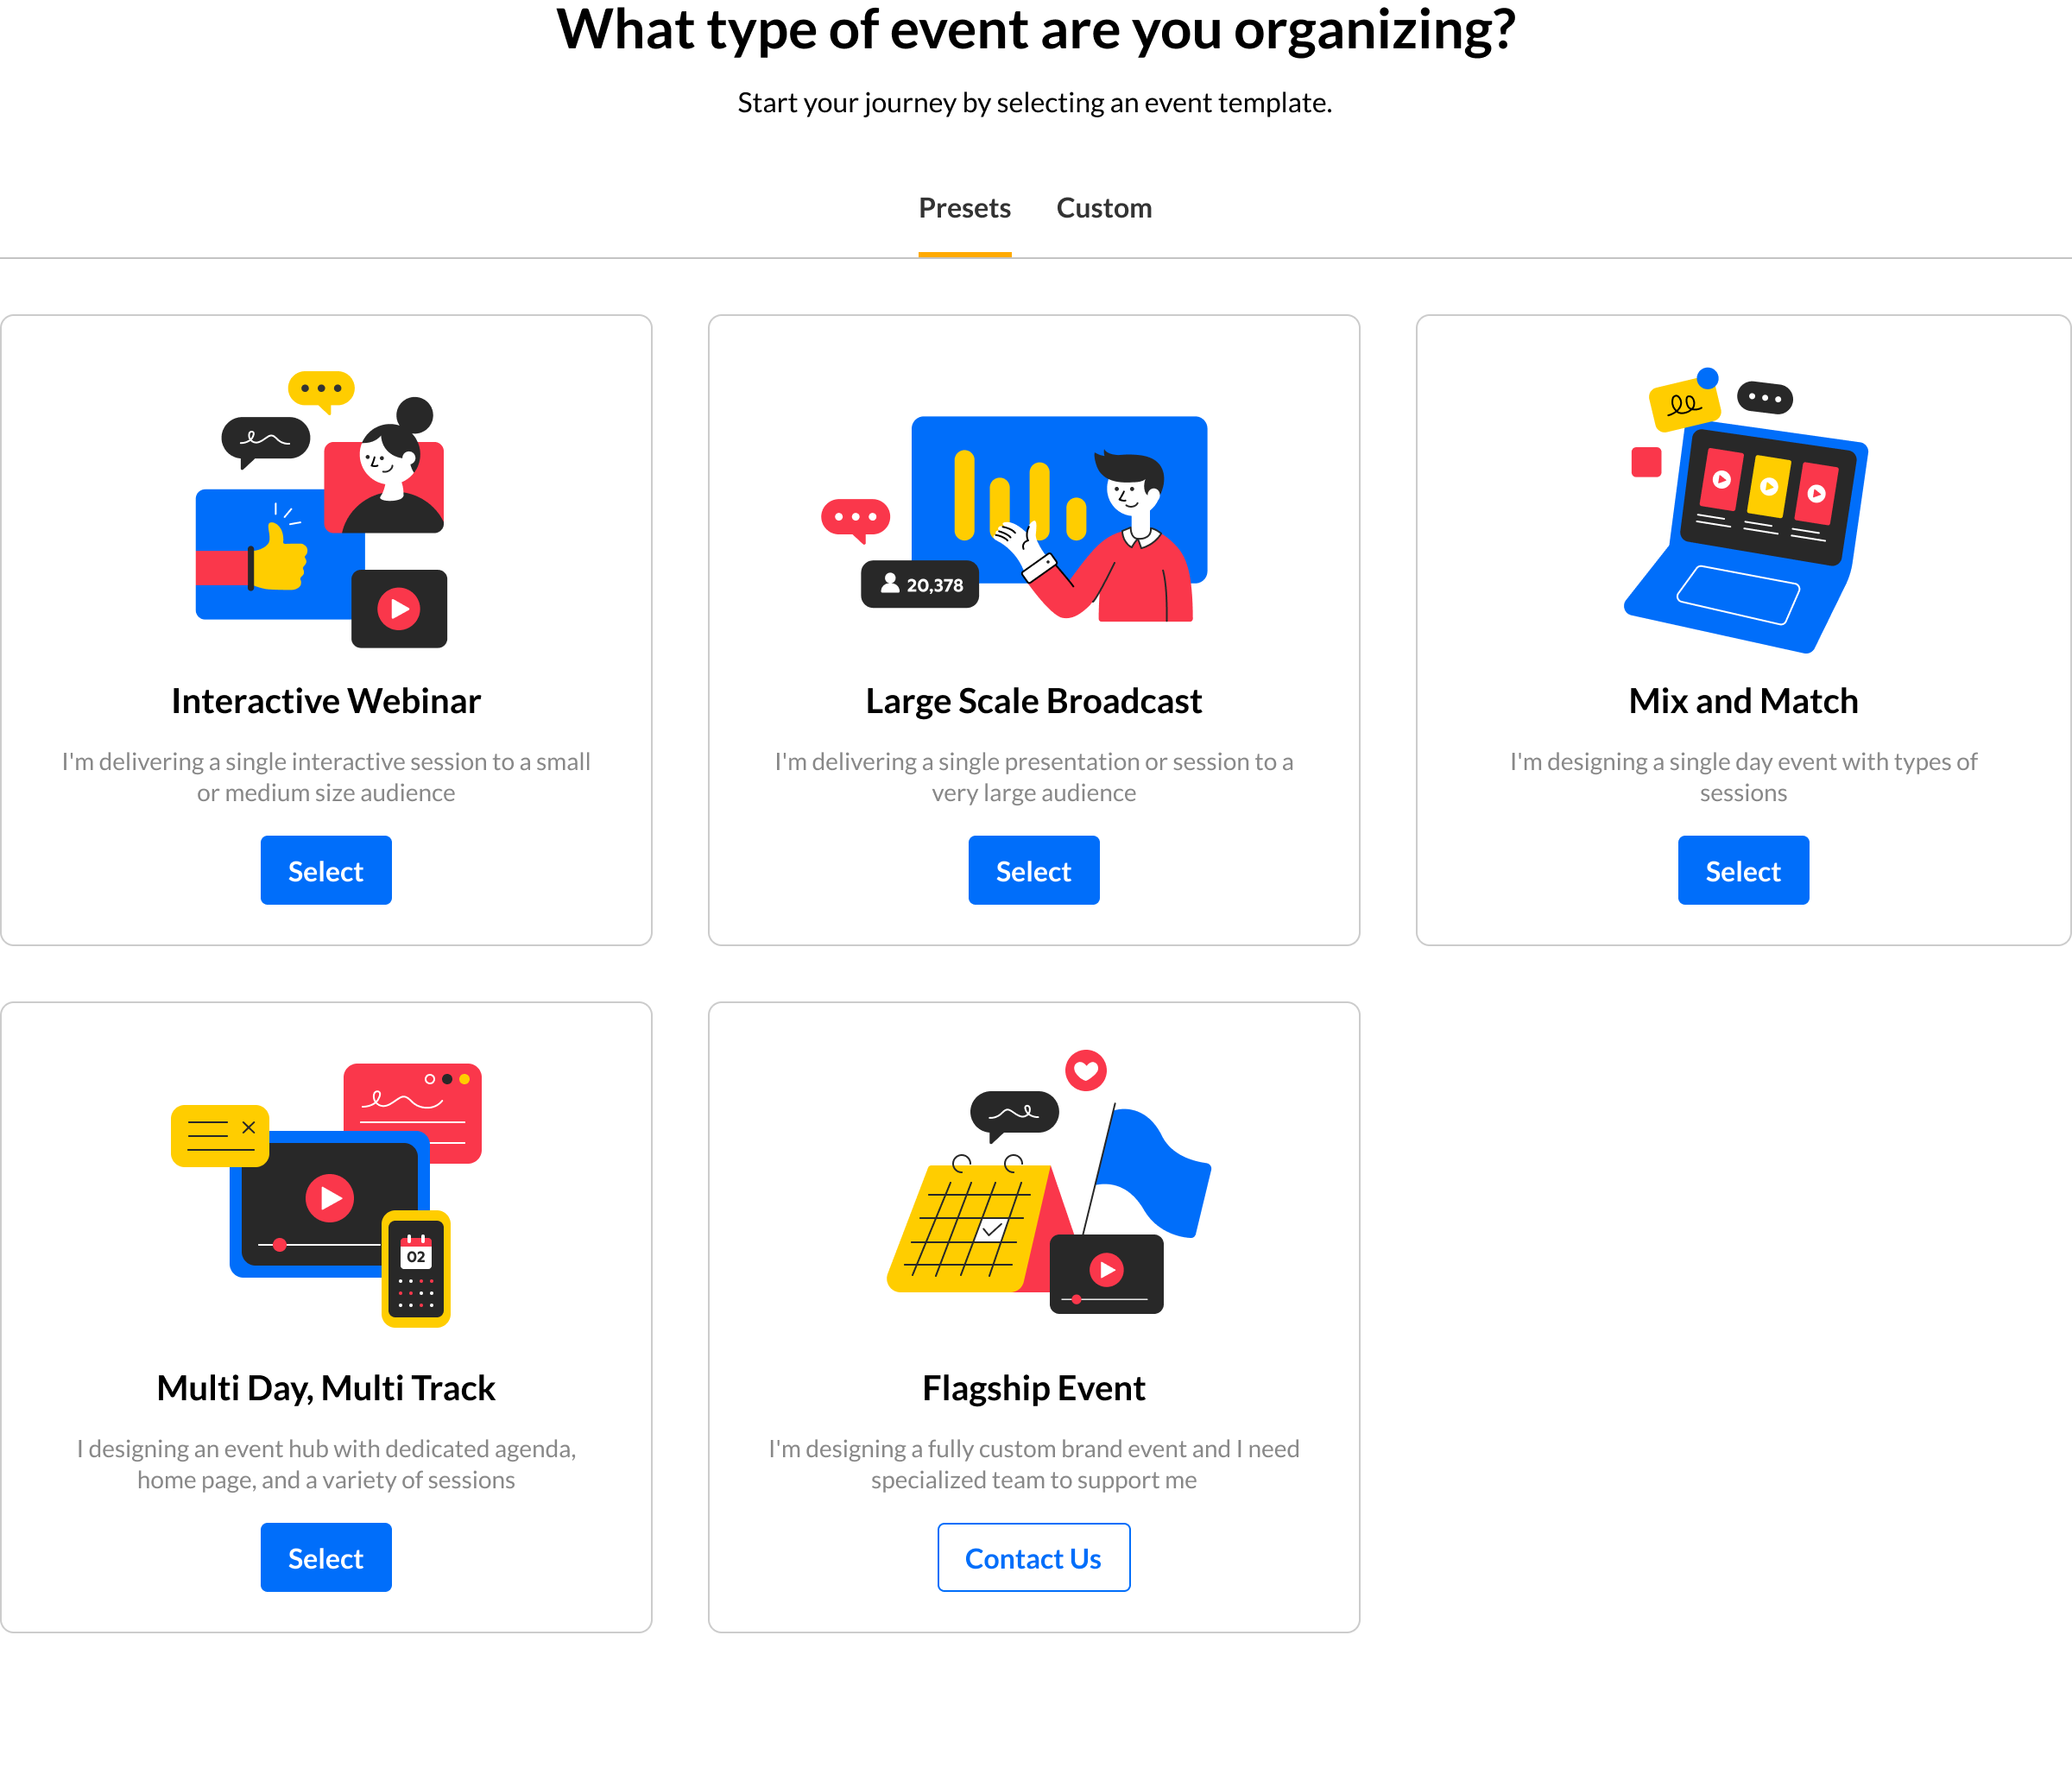 What type of event are you organizing?
Start your journey by selecting an event template.
Presets
Custom
20,378
Interactive Webinar
I'm delivering a single interactive session to a small
or medium size audience
Select
Large Scale Broadcast
I'm delivering a single presentation or session to a
very large audience
Select
Mix and Match
I'm designing a single day event with types of
sessions
Select
02
Multi Day, Multi Track
I designing an event hub with dedicated agenda,
home page, and a variety of sessions
Select
Flagship Event
I'm designing a fully custom brand event and I need
specialized team to support me
Contact Us